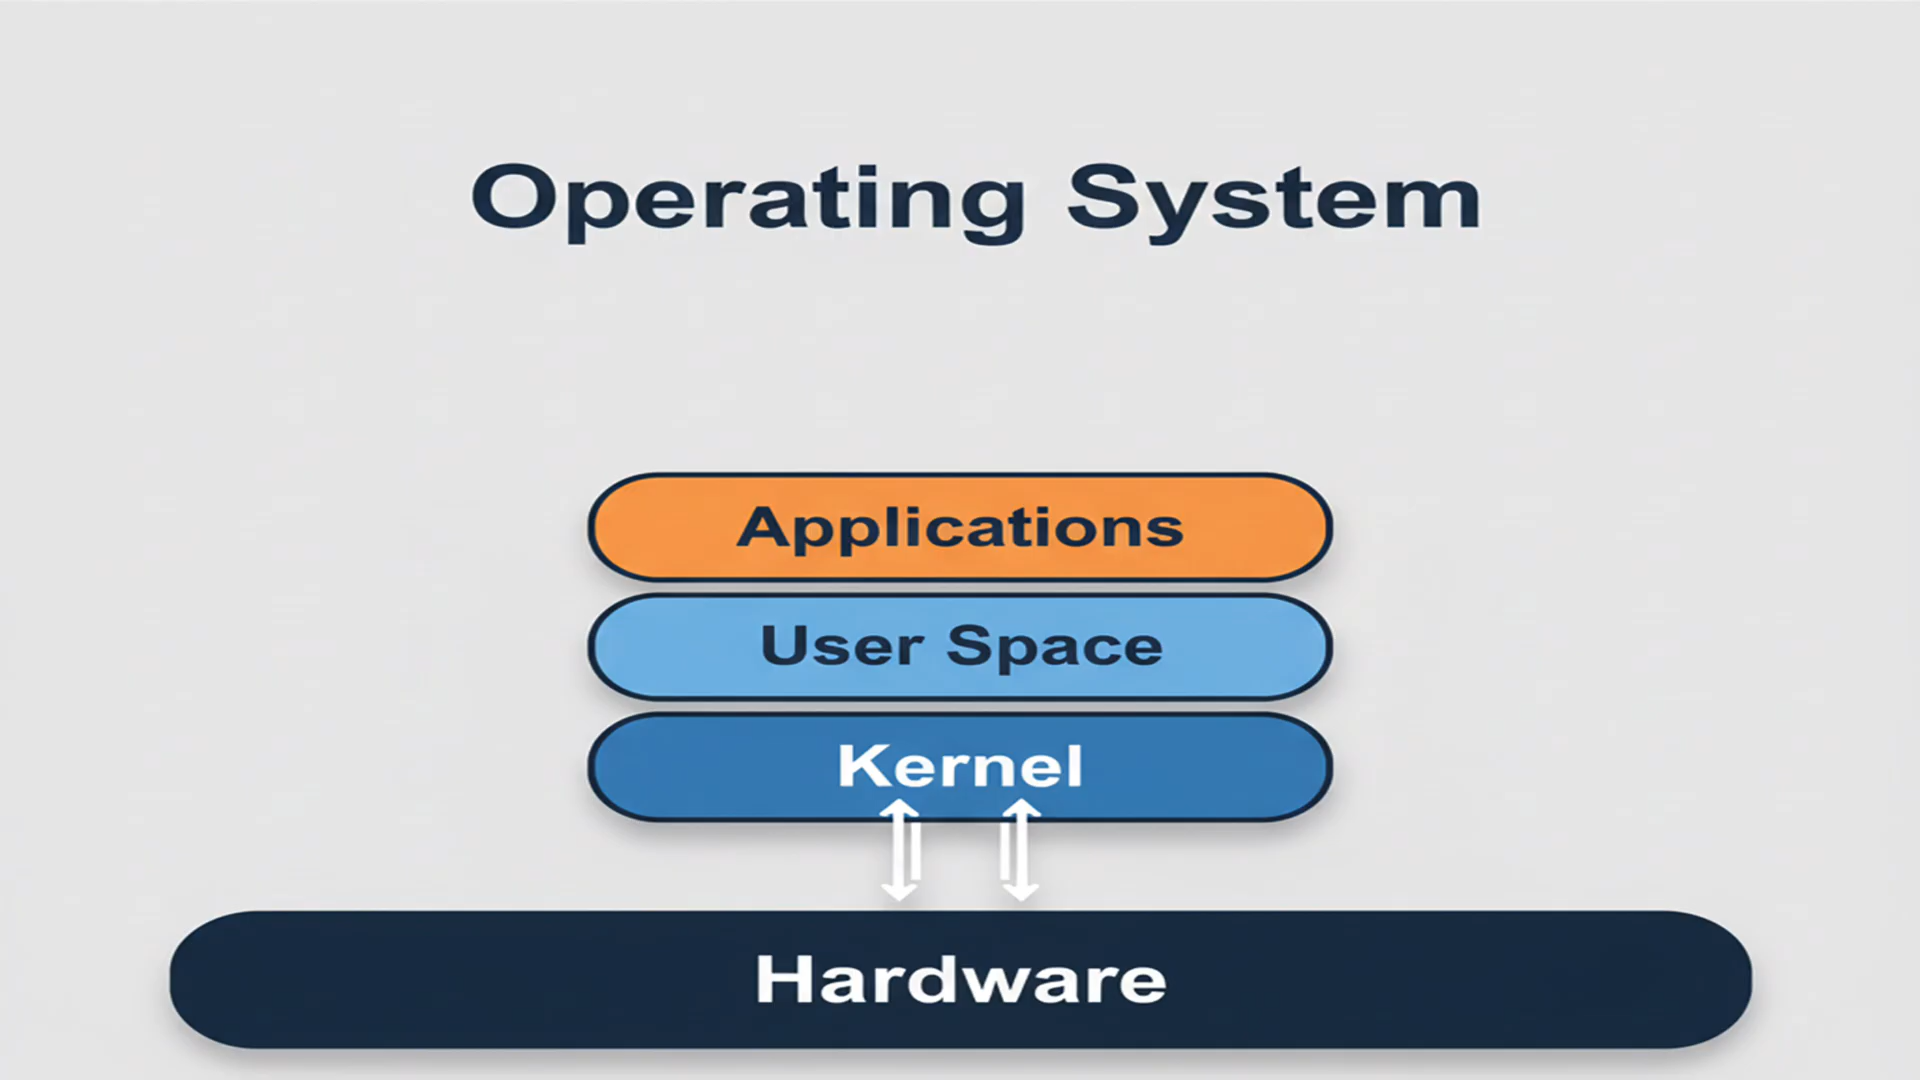 Operating System
Applications
User Space
Kernel
Hardware